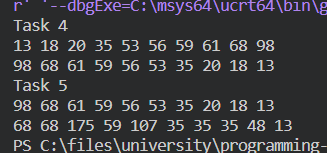 r' '--dbgExe=C:\msys64\ucrt64\bin\g
Task 4
13 18 20 35 53 56 59 61 68 98
98 68 61 59 56 53 35 20 18 13
Task 5
98 68 61 59 56 53 35 20 18 13
68 68 175 59 107 35 35 35 48 13
PS C:\files\university\programming-